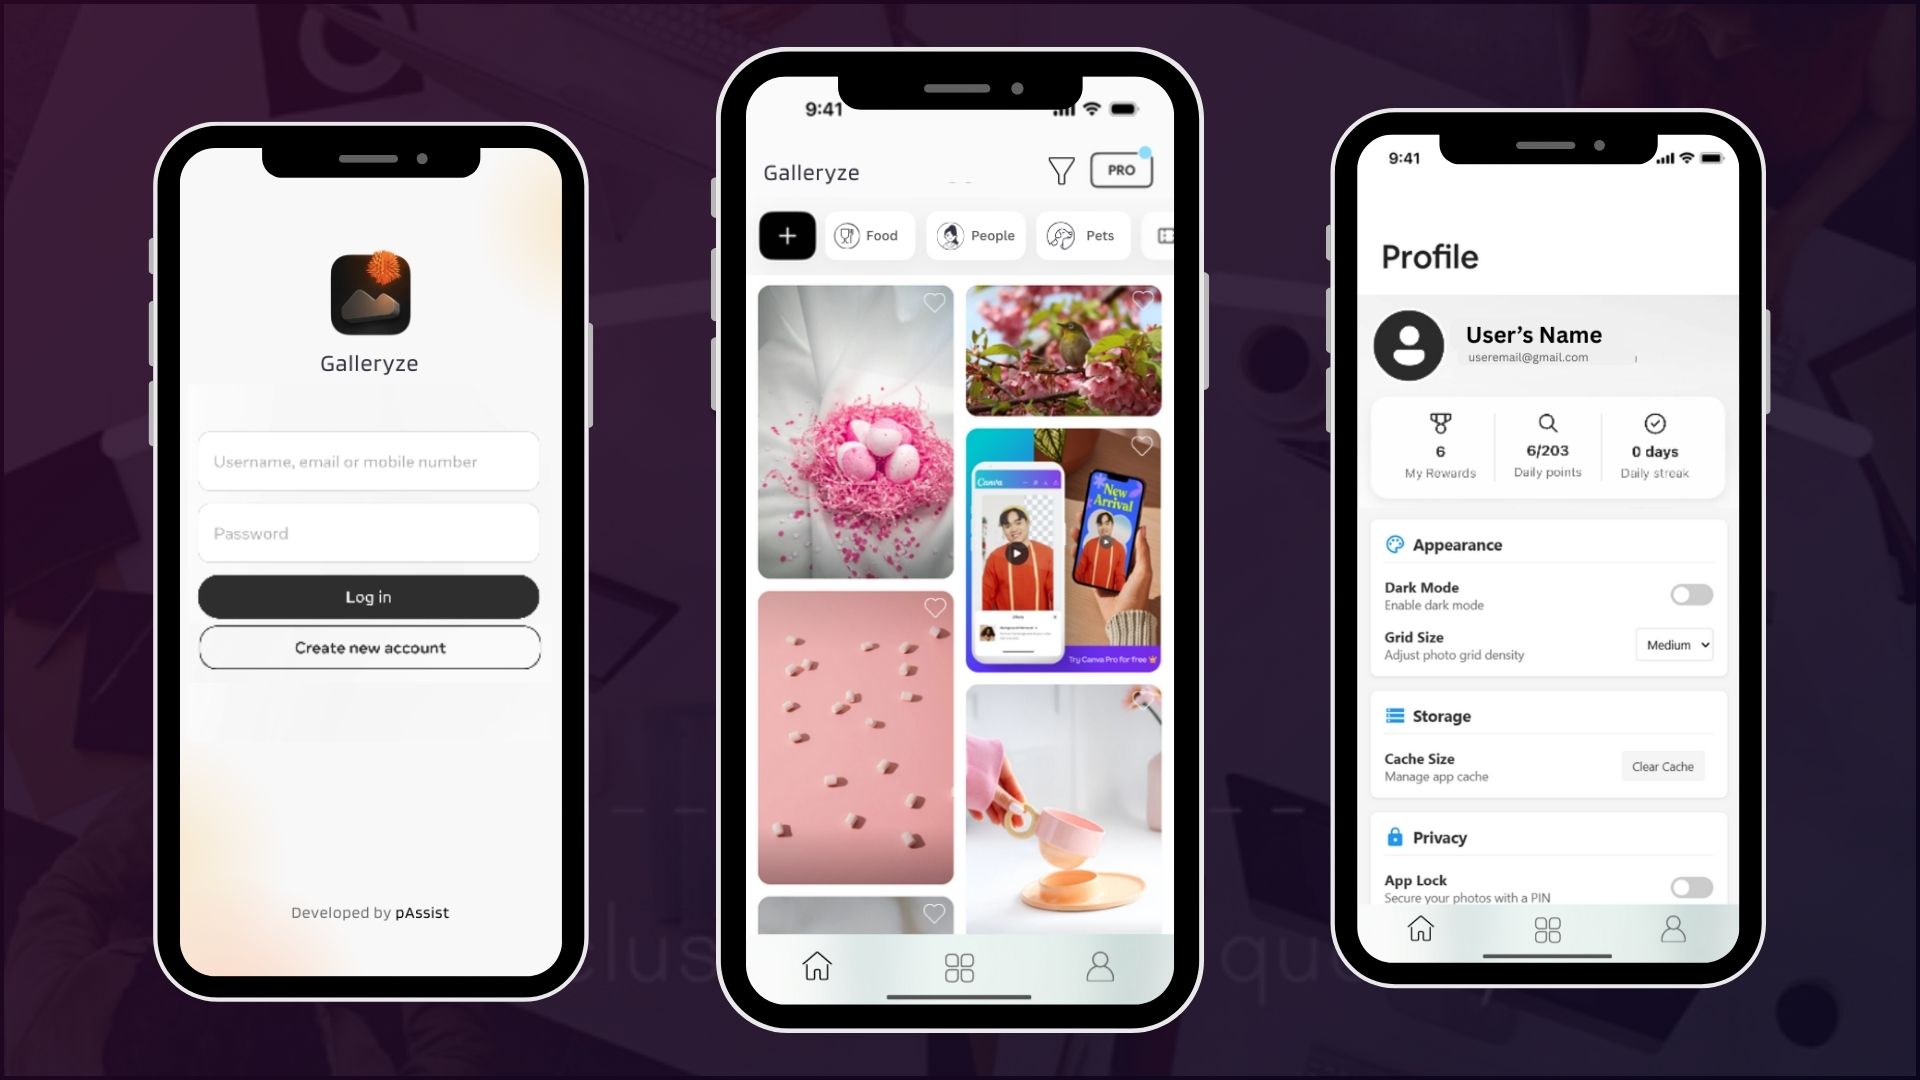 Galleryze
Username, email or mobile number
Password
Log in
Create new account
Developed by pAssist
9:41
Galleryze
PRO
+
Food
People
Pets
Canva
New
Arrival
Try Canva Pro for free
9:41
Profile
User's Name
useremail@gmail.com
6
My Rewards
6/203
Daily points
0 days
Daily streak
Appearance
Dark Mode
Enable dark mode
Grid Size
Adjust photo grid density
Medium
Storage
Cache Size
Manage app cache
Clear Cache
Privacy
App Lock
Secure your photos with a PIN